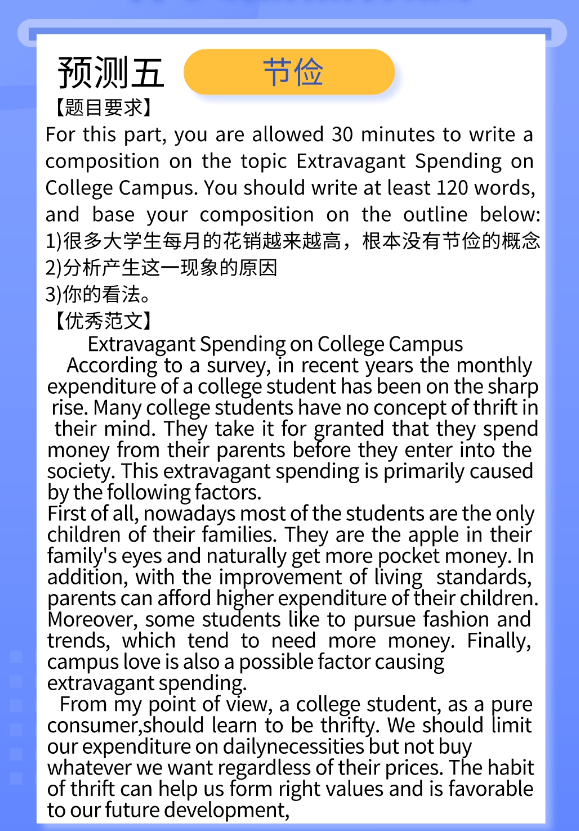 预测五 节俭
【题目要求】
For this part, you are allowed 30 minutes to write a
composition on the topic Extravagant Spending on
College Campus. You should write at least 120 words,
and base your composition on the outline below:
1)很多大学生每月的花销越来越高，根本没有节俭的概念
2)分析产生这一现象的原因
3)你的看法。
【优秀范文】
Extravagant Spending on College Campus
According to a survey, in recent years the monthly
expenditure of a college student has been on the sharp
rise. Many college students have no concept of thrift in
their mind. They take it for granted that they spend
money from their parents before they enter into the
society. This extravagant spending is primarily caused
by the following factors.
First of all, nowadays most of the students are the only
children of their families. They are the apple in their
family's eyes and naturally get more pocket money. In
addition, with the improvement of living standards,
parents can afford higher expenditure of their children.
Moreover, some students like to pursue fashion and
trends, which tend to need more money. Finally,
campus love is also a possible factor causing
extravagant spending.
From my point of view, a college student, as a pure
consumer,should learn to be thrifty. We should limit
our expenditure on dailynecessities but not buy
whatever we want regardless of their prices. The habit
of thrift can help us form right values and is favorable
to our future development,